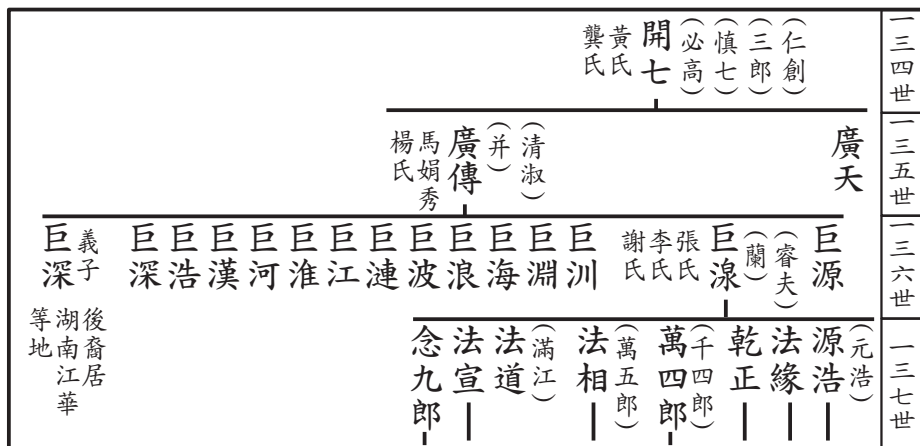 一三四世
(仁創)
(三郎)
(慎七)
(必高)
開七
黃氏
龔氏
一三五世
廣天
(清淑)
(并)
廣傳
馬娟秀
楊氏
一三六世
巨源
(睿夫)
(蘭)
巨湶
張氏
李氏
謝氏
巨汌
巨淵
巨海
巨浪
巨波
巨漣
巨江
巨淮
巨河
巨漢
巨浩
巨深
義子
巨深
後裔居
湖南江華
等地
一三七世
(元浩)
源浩
法緣
乾正
(千四郎)
萬四郎
(萬五郎)
法相
(滿江)
法道
法宣
念九郎